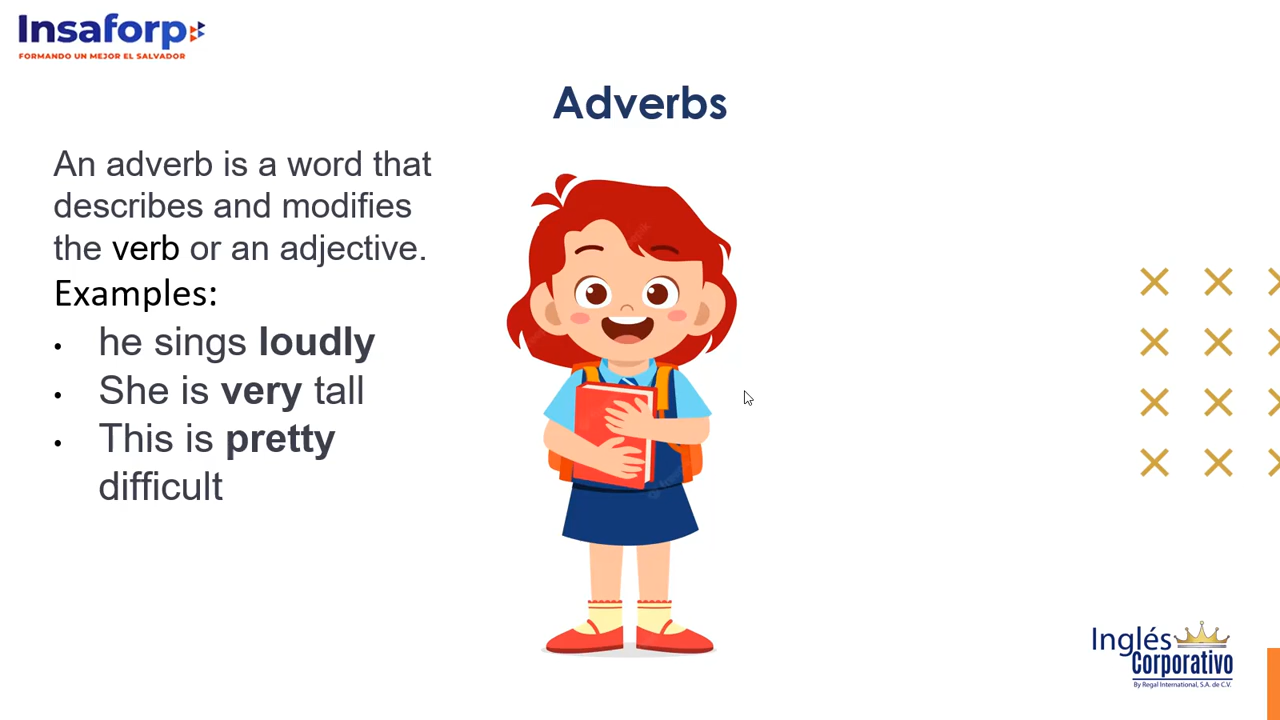 Insaforp
FORMANDO UN MEJOR EL SALVADOR
Adverbs
An adverb is a word that
describes and modifies
the verb or an adjective.
Examples:
• he sings loudly
• She is very tall
• This is pretty
difficult
Inglés
Corporativo
By Regal International, S.A. de C.V.